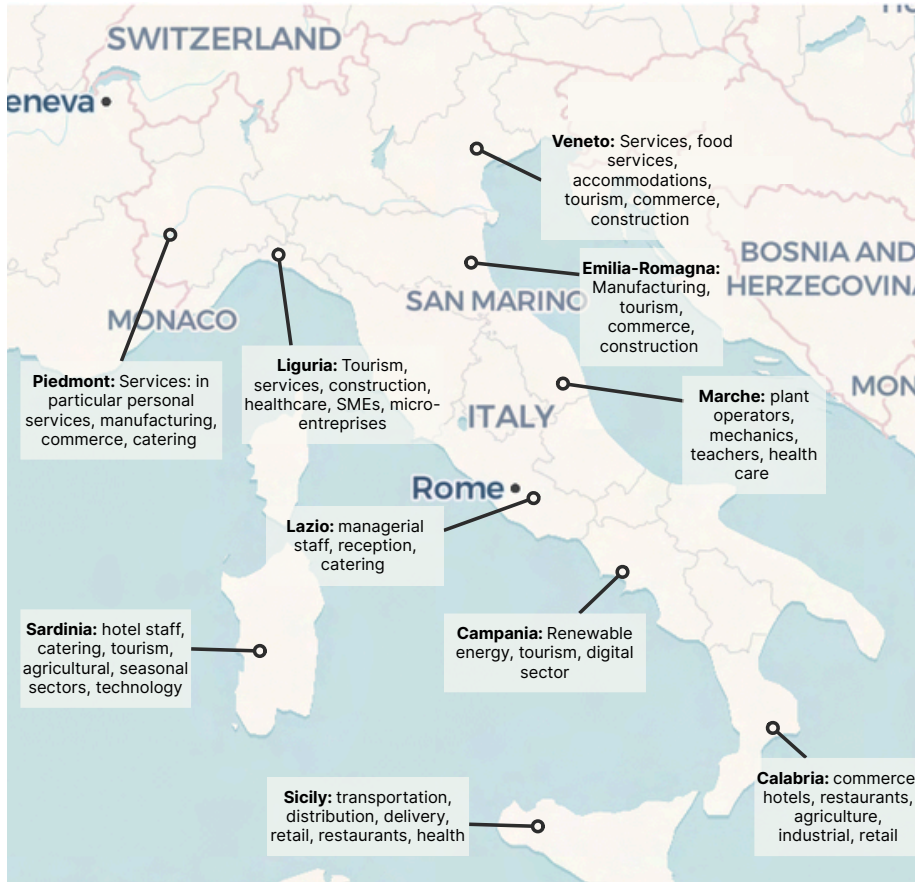 SWITZERLAND
eneva
Veneto: Services, food
services,
accommodations,
tourism, commerce,
construction
BOSNIA AND
HERZEGOVINA
Emilia-Romagna:
Manufacturing,
tourism,
commerce,
construction
SAN MARINO
MONACO
Piedmont: Services: in
particular personal
services, manufacturing,
commerce, catering
Liguria: Tourism,
services, construction,
healthcare, SMEs, micro-
entreprises
MON
Marche: plant
operators,
mechanics,
teachers, health
care
ITALY
Rome
Lazio: managerial
staff, reception,
catering
Sardinia: hotel staff,
catering, tourism,
agricultural, seasonal
sectors, technology
Campania: Renewable
energy, tourism, digital
sector
Sicily: transportation,
distribution, delivery,
retail, restaurants, health
Calabria: commerce
hotels, restaurants,
agriculture,
industrial, retail